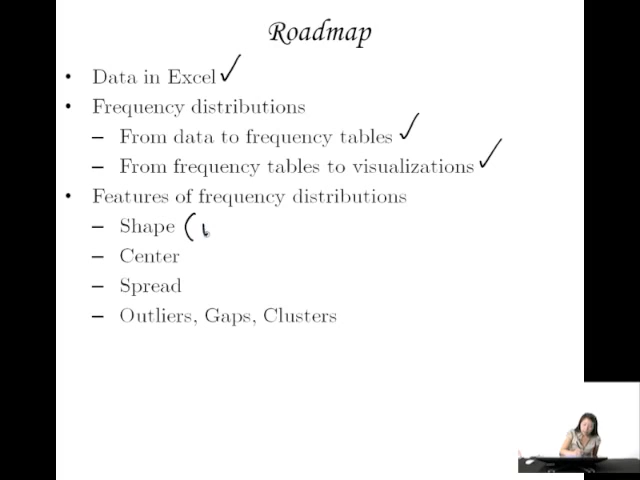 Roadmap
• Data in Excel ✓
• Frequency distributions
– From data to frequency tables ✓
– From frequency tables to visualizations ✓
• Features of frequency distributions
– Shape (
– Center
– Spread
– Outliers, Gaps, Clusters